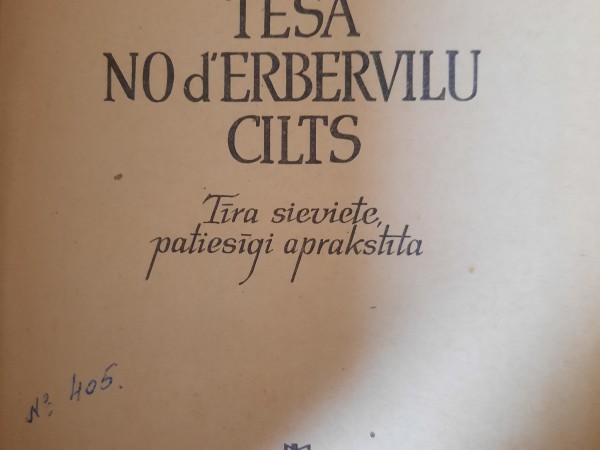 TESA
NO d'ERBERVILU
CILTS
Tīra sieviete,
patiesīgi aprakstīta
Nº 405.